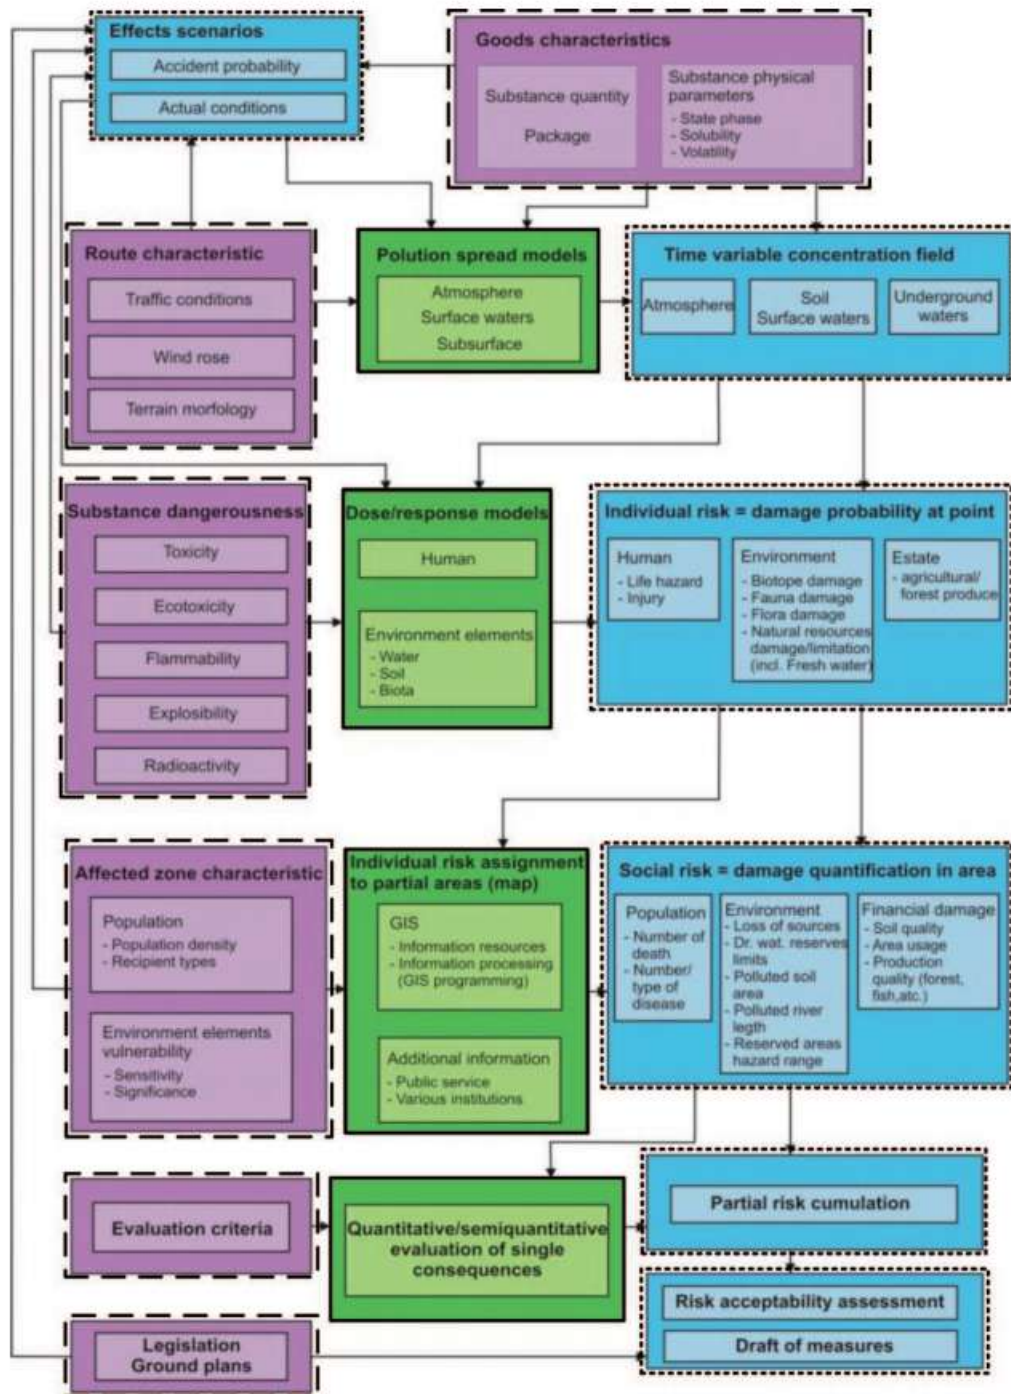 Effects scenarios
Accident probability
Actual conditions
Goods characteristics
Substance quantity
Package
Substance physical
parameters
- State phase
- Solubility
- Volatility
Route characteristic
Traffic conditions
Wind rose
Terrain morfology
Polution spread models
Atmosphere
Surface waters
Subsurface
Time variable concentration field
Atmosphere
Soil
Surface waters
Underground
waters
Substance dangerousness
Toxicity
Ecotoxicity
Flammability
Explosibility
Radioactivity
Dose/response models
Human
Environment elements
- Water
- Soil
- Biota
Individual risk = damage probability at point
Human
- Life hazard
- Injury
Environment
- Biotope damage
- Fauna damage
- Flora damage
- Natural resources
damage/limitation
(incl. Fresh water)
Estate
- agricultural/
forest produce
Affected zone characteristic
Population
- Population density
- Recipient types
Environment elements
vulnerability
- Sensitivity
- Significance
Individual risk assignment
to partial areas (map)
GIS
- Information resources
- Information processing
(GIS programming)
Additional information
- Public service
- Various institutions
Social risk = damage quantification in area
Population
- Number of
death
- Number/
type of
disease
Environment
- Loss of sources
- Dr. wat. reserves
limits
- Polluted soil
area
- Polluted river
legth
- Reserved areas
hazard range
Financial damage
- Soil quality
- Area usage
- Production
quality (forest,
fish,atc.)
Evaluation criteria
Quantitative/semiquantitative
evaluation of single
consequences
Partial risk cumulation
Legislation
Ground plans
Risk acceptability assessment
Draft of measures